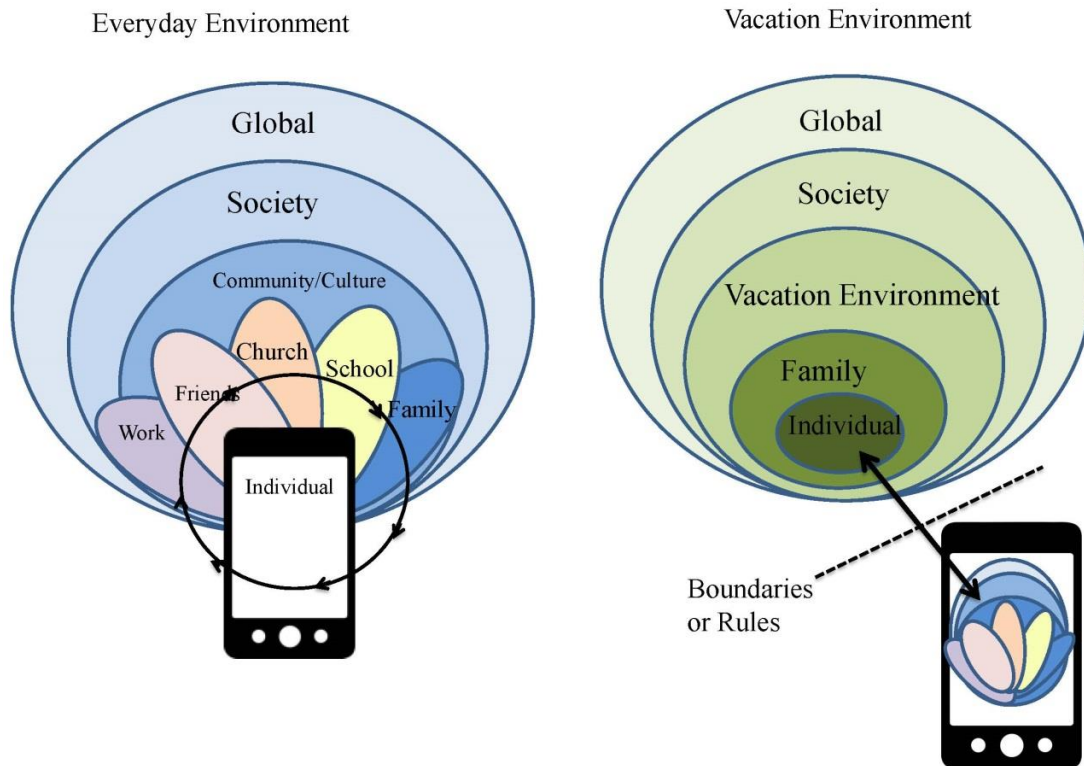 Everyday Environment
Global
Society
Community/Culture
Church
School
Friends
Family
Work
Individual
Vacation Environment
Global
Society
Vacation Environment
Family
Individual
Boundaries
or Rules